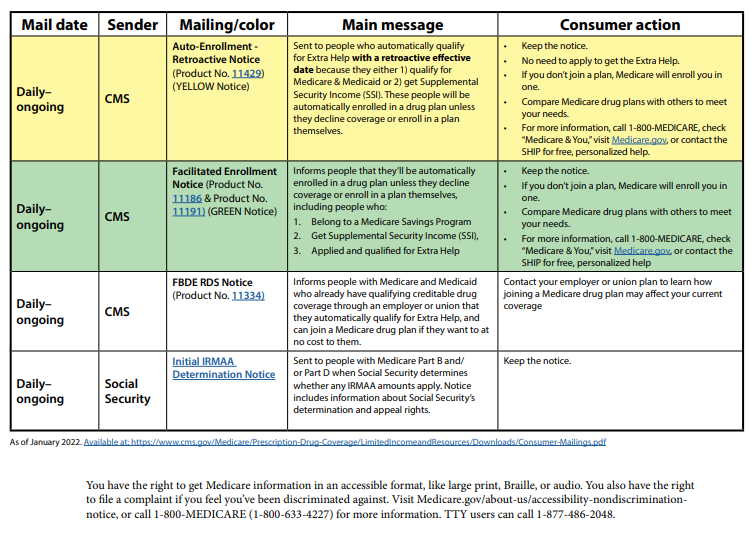 Mail date Sender Mailing/color Main message Consumer action
Daily–
ongoing
CMS
Auto-Enrollment -
Retroactive Notice
(Product No. 11429)
(YELLOW Notice)
Sent to people who automatically qualify
for Extra Help with a retroactive effective
date because they either 1) qualify for
Medicare & Medicaid or 2) get Supplemental
Security Income (SSI). These people will be
automatically enrolled in a drug plan unless
they decline coverage or enroll in a plan
themselves.
• Keep the notice.
• No need to apply to get the Extra Help.
• If you don't join a plan, Medicare will enroll you in
one.
• Compare Medicare drug plans with others to meet
your needs.
• For more information, call 1-800-MEDICARE, check
"Medicare & You," visit Medicare.gov, or contact the
SHIP for free, personalized help.
Daily–
ongoing
CMS
Facilitated Enrollment
Notice (Product No.
11186 & Product No.
11191) (GREEN Notice)
Informs people that they'll be automatically
enrolled in a drug plan unless they decline
coverage or enroll in a plan themselves,
including people who:
1. Belong to a Medicare Savings Program
2. Get Supplemental Security Income (SSI),
3. Applied and qualified for Extra Help
• Keep the notice.
• If you don't join a plan, Medicare will enroll you in
one.
• Compare Medicare drug plans with others to meet
your needs.
• For more information, call 1-800-MEDICARE, check
"Medicare & You," visit Medicare.gov, or contact the
SHIP for free, personalized help
Daily–
ongoing
CMS
FBDE RDS Notice
(Product No. 11334)
Informs people with Medicare and Medicaid
who already have qualifying creditable drug
coverage through an employer or union that
they automatically qualify for Extra Help, and
can join a Medicare drug plan if they want to at
no cost to them.
Contact your employer or union plan to learn how
joining a Medicare drug plan may affect your current
coverage
Daily–
ongoing
Social
Security
Initial IRMAA
Determination Notice
Sent to people with Medicare Part B and/
or Part D when Social Security determines
whether any IRMAA amounts apply. Notice
includes information about Social Security's
determination and appeal rights.
Keep the notice.
As of January 2022. Available at: https://www.cms.gov/Medicare/Prescription-Drug-Coverage/LimitedIncomeandResources/Downloads/Consumer-Mailings.pdf
You have the right to get Medicare information in an accessible format, like large print, Braille, or audio. You also have the right
to file a complaint if you feel you've been discriminated against. Visit Medicare.gov/about-us/accessibility-nondiscrimination-
notice, or call 1-800-MEDICARE (1-800-633-4227) for more information. TTY users can call 1-877-486-2048.